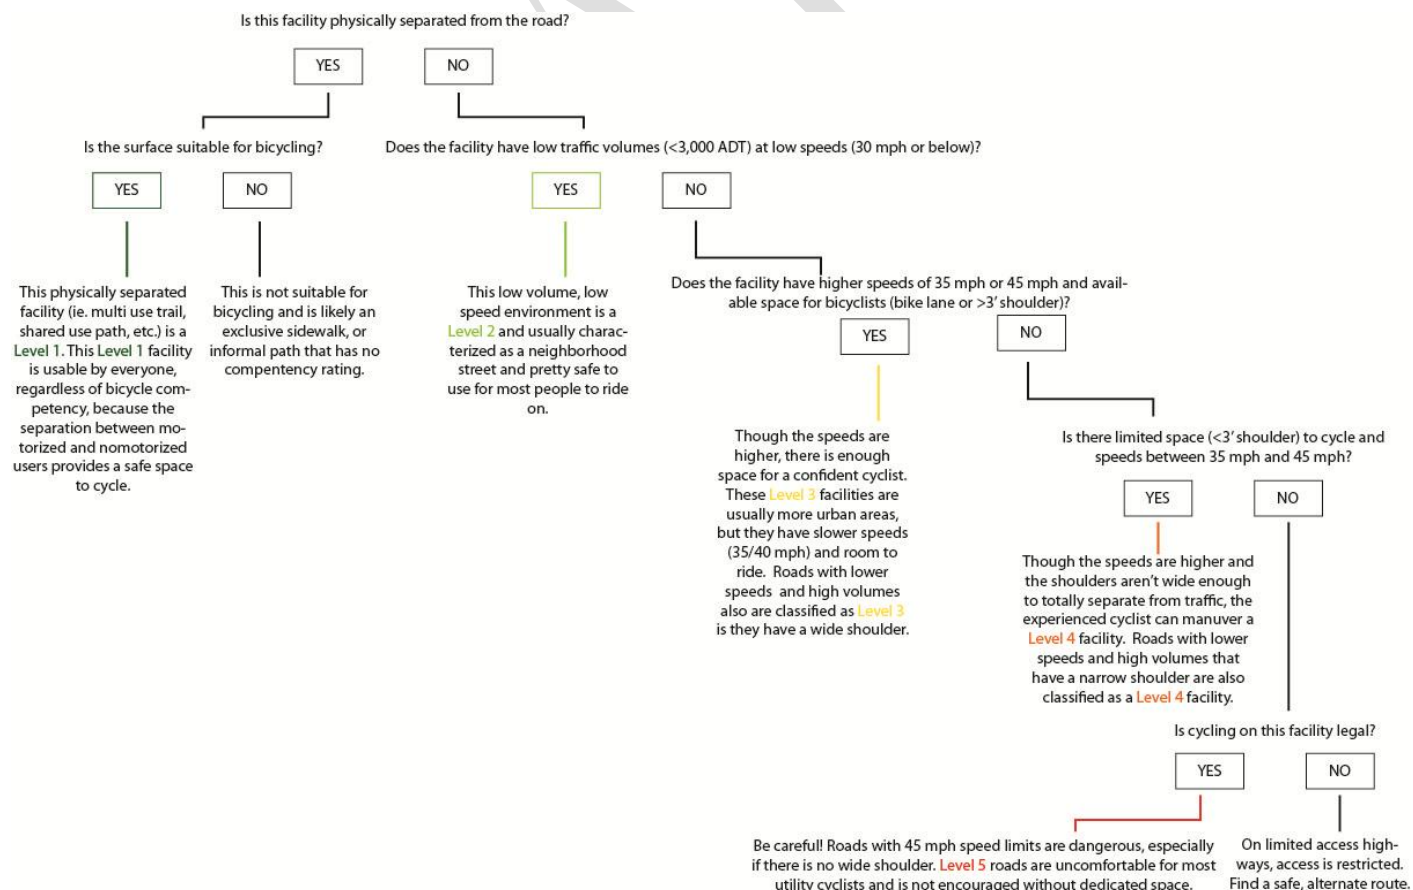 Is this facility physically separated from the road?
YES
NO
Is the surface suitable for bicycling?
Does the facility have low traffic volumes (<3,000 ADT) at low speeds (30 mph or below)?
YES
NO
YES
NO
This physically separated
facility (ie. multi use trail,
shared use path, etc.) is a
Level 1. This Level 1 facility
is usable by everyone,
regardless of bicycle com-
petency, because the
separation between mo-
torized and nomotorized
users provides a safe space
to cycle.
This is not suitable for
bicycling and is likely an
exclusive sidewalk, or
informal path that has no
compentency rating.
This low volume, low
speed environment is a
Level 2 and usually charac-
terized as a neighborhood
street and pretty safe to
use for most people to ride
on.
Does the facility have higher speeds of 35 mph or 45 mph and avail-
able space for bicyclists (bike lane or >3' shoulder)?
YES
NO
Though the speeds are
higher, there is enough
space for a confident cyclist.
These Level 3 facilities are
usually more urban areas,
but they have slower speeds
(35/40 mph) and room to
ride. Roads with lower
speeds and high volumes
also are classified as Level 3
is they have a wide shoulder.
Is there limited space (<3' shoulder) to cycle and
speeds between 35 mph and 45 mph?
YES
NO
Though the speeds are higher and
the shoulders aren't wide enough
to totally separate from traffic, the
experienced cyclist can manuver a
Level 4 facility. Roads with lower
speeds and high volumes that
have a narrow shoulder are also
classified as a Level 4 facility.
Is cycling on this facility legal?
YES
NO
Be careful! Roads with 45 mph speed limits are dangerous, especially
if there is no wide shoulder. Level 5 roads are uncomfortable for most
utility cyclists and is not encouraged without dedicated space.
On limited access high-
ways, access is restricted.
Find a safe, alternate route.